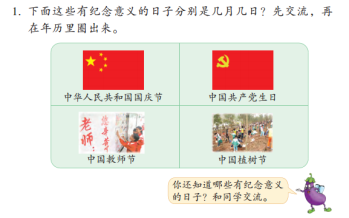 1. 下面这些有纪念意义的日子分别是几月几日？先交流，再
在年历里圈出来。
中华人民共和国国庆节
中国共产党生日
老师：
中国教师节
中国植树节
你还知道哪些有纪念意义
的日子？和同学交流。